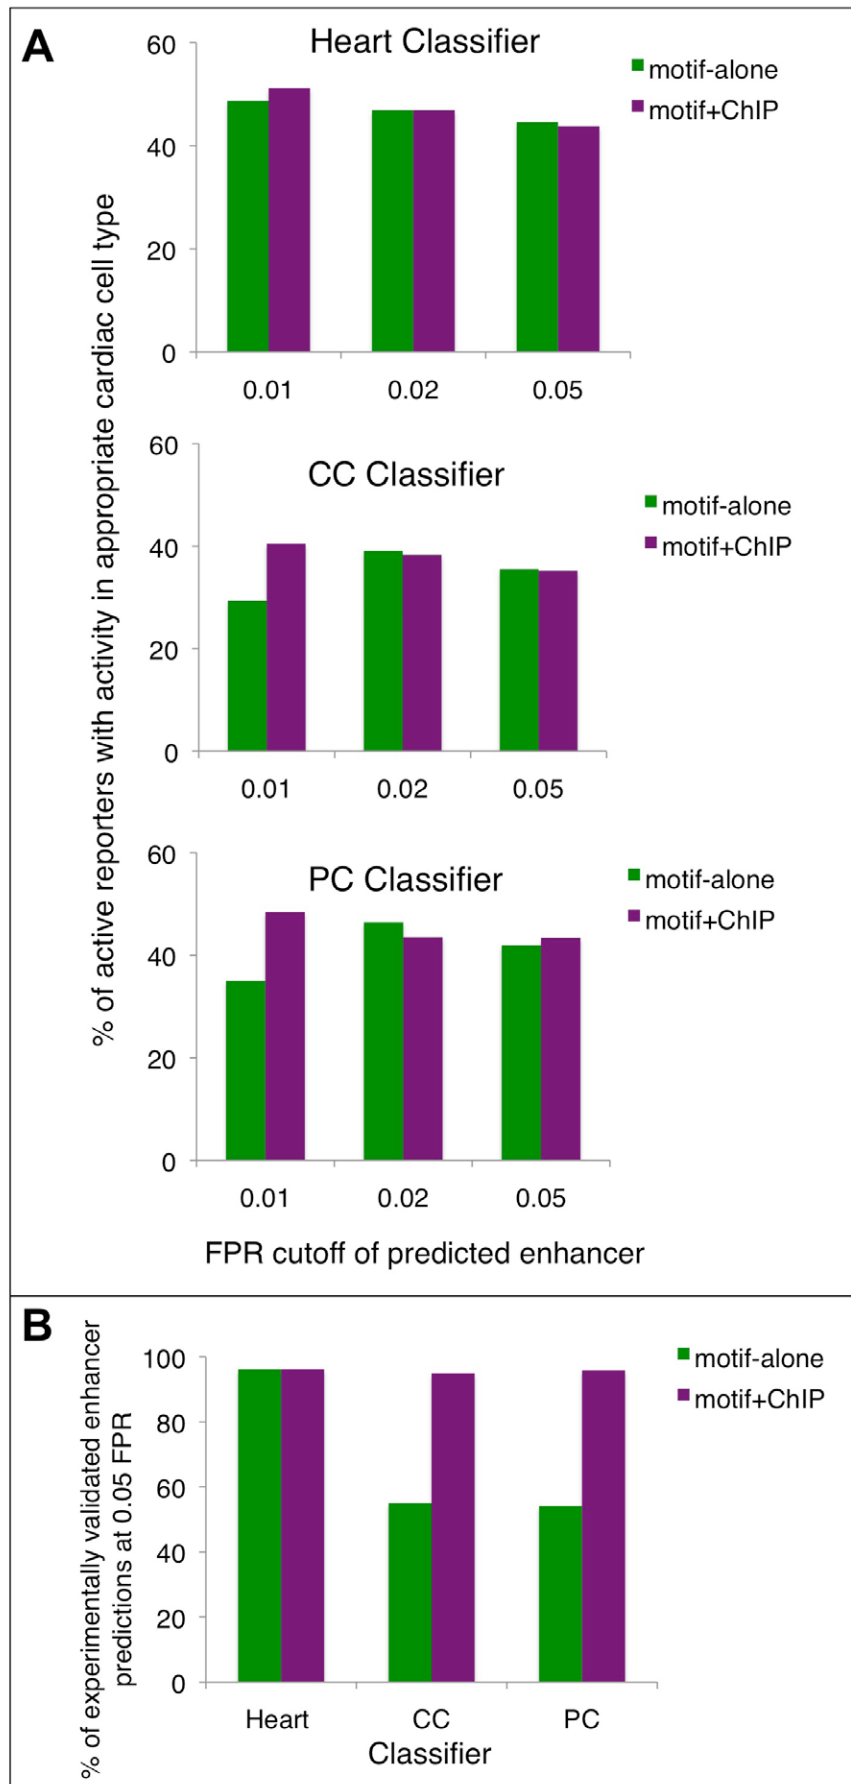 A
Heart Classifier
motif-alone
motif+ChIP
60
40
20
0
0.01 0.02 0.05
% of active reporters with activity in appropriate cardiac cell type
CC Classifier
motif-alone
motif+ChIP
60
40
20
0
0.01 0.02 0.05
PC Classifier
motif-alone
motif+ChIP
60
40
20
0
0.01 0.02 0.05
FPR cutoff of predicted enhancer
B
% of experimentally validated enhancer
predictions at 0.05 FPR
motif-alone
motif+ChIP
100
80
60
40
20
0
Heart CC PC
Classifier